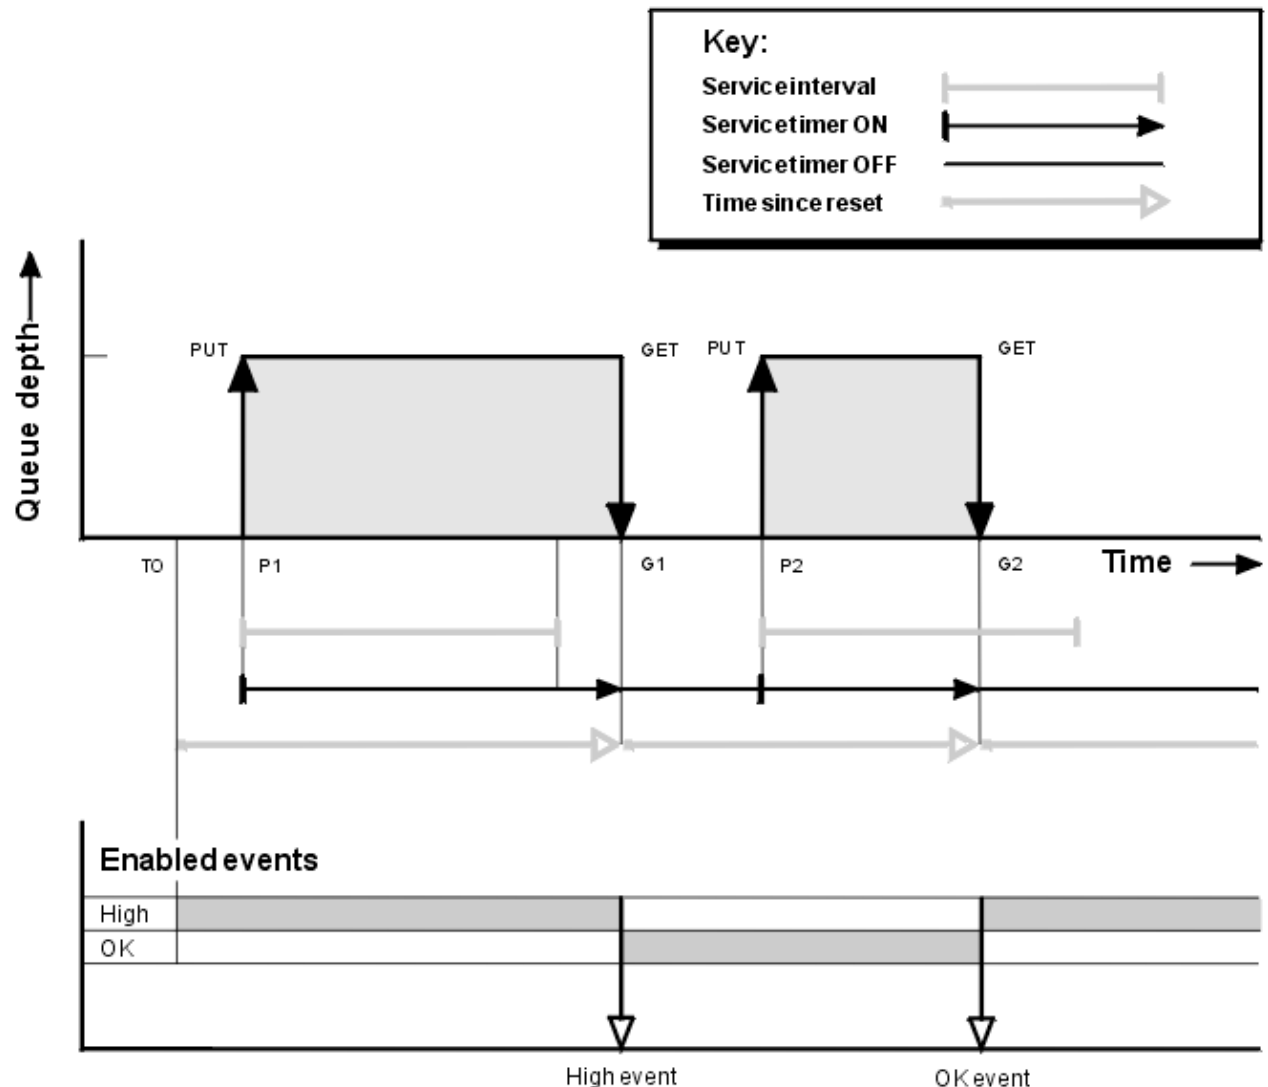 Key:
Service interval
Service timer ON
Service timer OFF
Time since reset
Queue depth
PUT
GET
PUT
GET
TO
P1
G1
P2
G2
Time
Enabled events
High
OK
High event
OK event